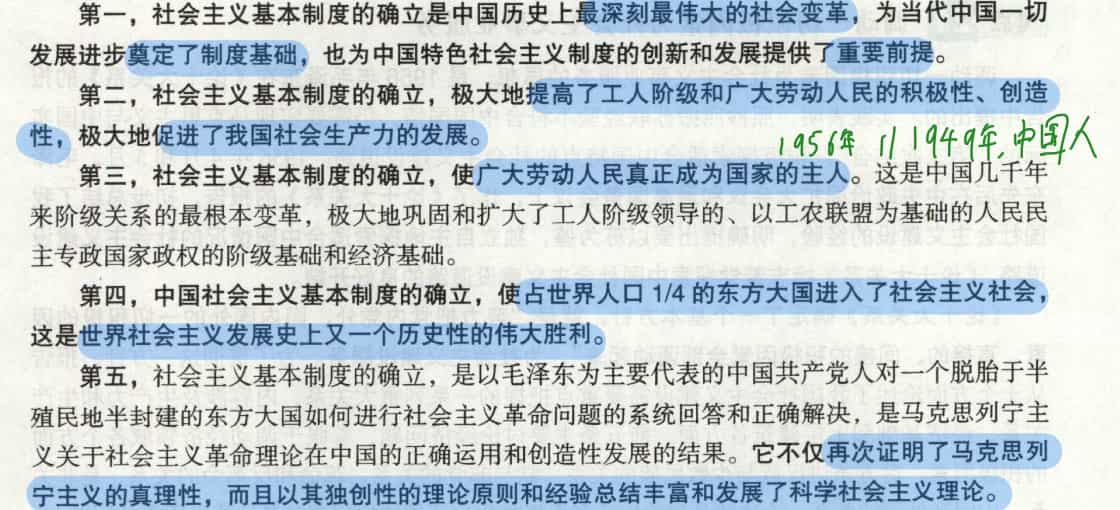 第一，社会主义基本制度的确立是中国历史上最深刻最伟大的社会变革，为当代中国一切
发展进步奠定了制度基础，也为中国特色社会主义制度的创新和发展提供了重要前提。
第二，社会主义基本制度的确立，极大地提高了工人阶级和广大劳动人民的积极性、创造
性，极大地促进了我国社会生产力的发展。
1956年 11 1949年,中国人
第三，社会主义基本制度的确立，使广大劳动人民真正成为国家的主人。这是中国几千年
来阶级关系的最根本变革，极大地巩固和扩大了工人阶级领导的、以工农联盟为基础的人民民
主专政国家政权的阶级基础和经济基础。
第四，中国社会主义基本制度的确立，使占世界人口1/4的东方大国进入了社会主义社会，
这是世界社会主义发展史上又一个历史性的伟大胜利。
第五，社会主义基本制度的确立，是以毛泽东为主要代表的中国共产党人对一个脱胎于半
殖民地半封建的东方大国如何进行社会主义革命问题的系统回答和正确解决，是马克思列宁主
义关于社会主义革命理论在中国的正确运用和创造性发展的结果。它不仅再次证明了马克思列
宁主义的真理性，而且以其独创性的理论原则和经验总结丰富和发展了科学社会主义理论。